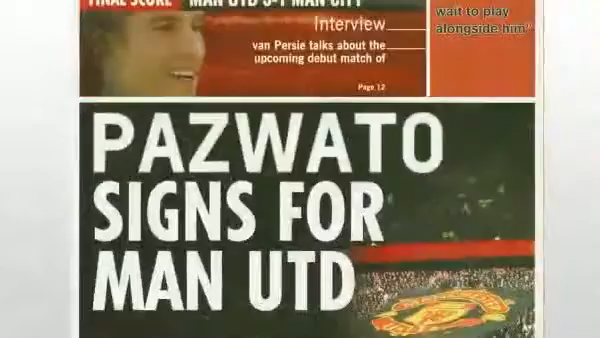 FINAL SCORE MAN UTD 3-1 MAN CITY
Interview
van Persie talks about the
upcoming debut match of
Page 12
wait to play
alongside him"
PAZWATO
SIGNS FOR
MAN UTD